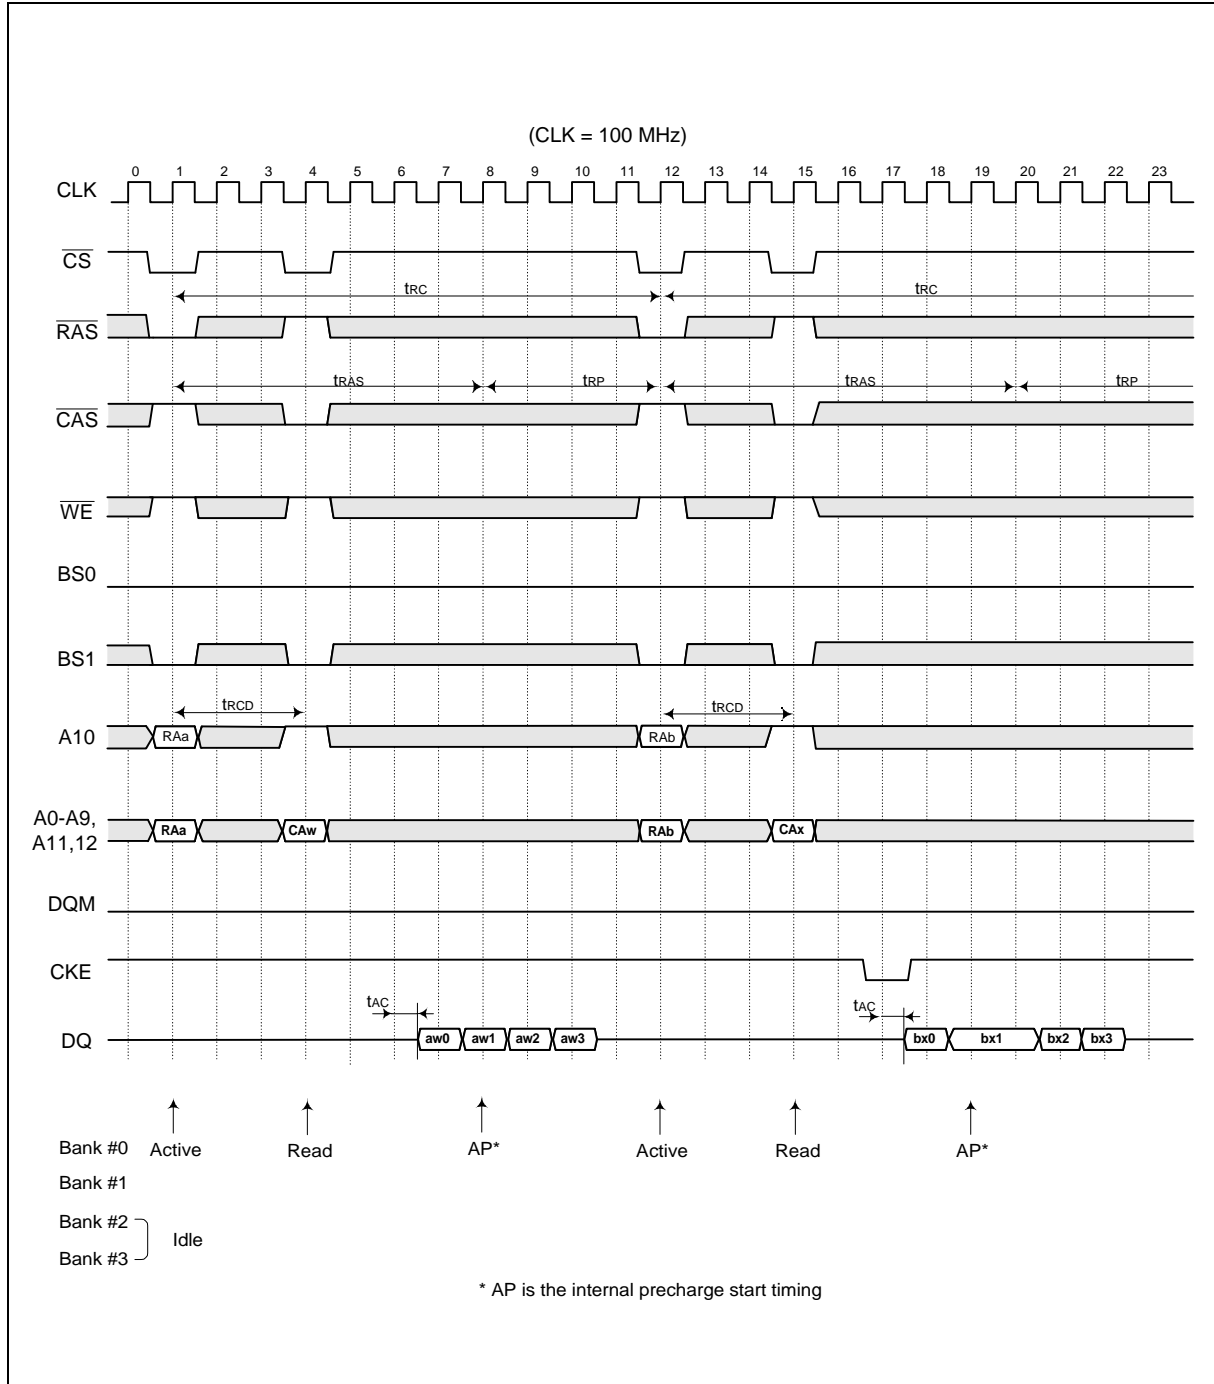 (CLK = 100 MHz)
0 1 2 3 4 5 6 7 8 9 10 11 12 13 14 15 16 17 18 19 20 21 22 23
CLK
CS
tRC tRC
RAS
tRAS tRP tRAS tRP
CAS
WE
BS0
BS1
tRCD tRCD
A10 RAa RAb
A0-A9,
A11,12
RAa CAw RAb CAx
DQM
CKE
tAC tAC
DQ aw0 aw1 aw2 aw3 bx0 bx1 bx2 bx3
Bank #0 Active Read AP* Active Read AP*
Bank #1
Bank #2
Idle
Bank #3
* AP is the internal precharge start timing